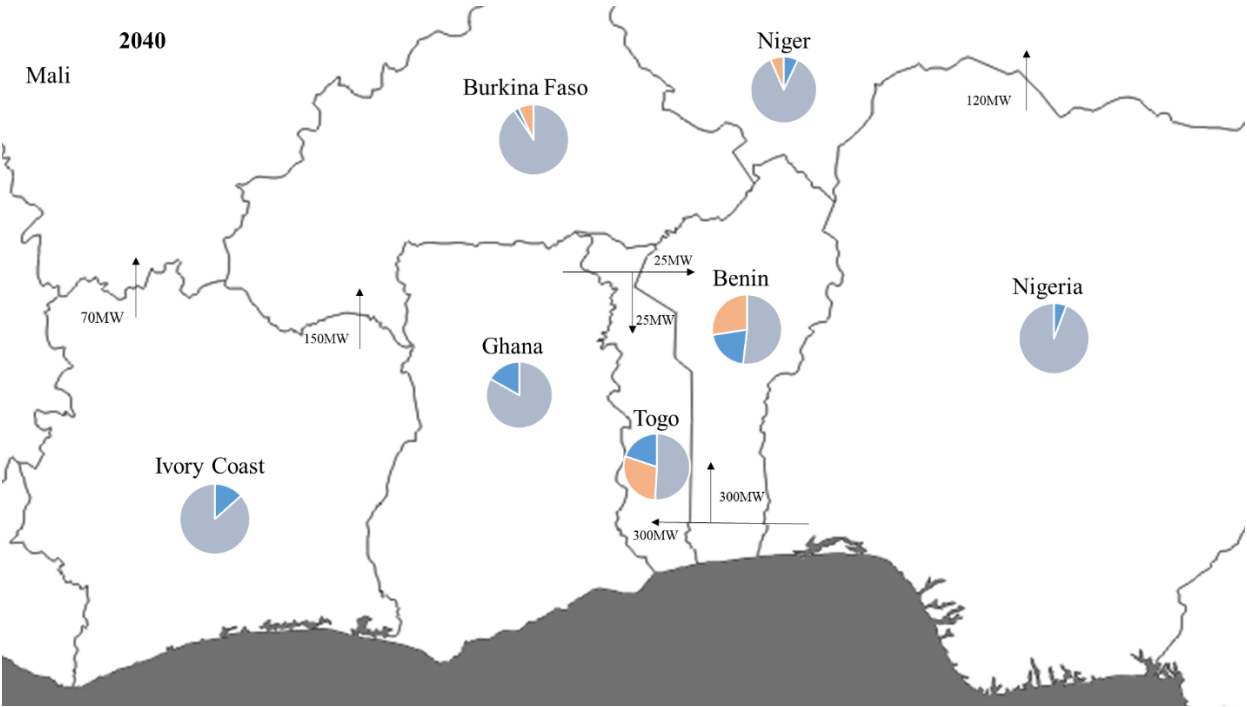 2040
Niger
Mali
Burkina Faso
120MW
25MW
Benin
Nigeria
70MW
25MW
150MW
Ghana
Togo
Ivory Coast
300MW
300MW